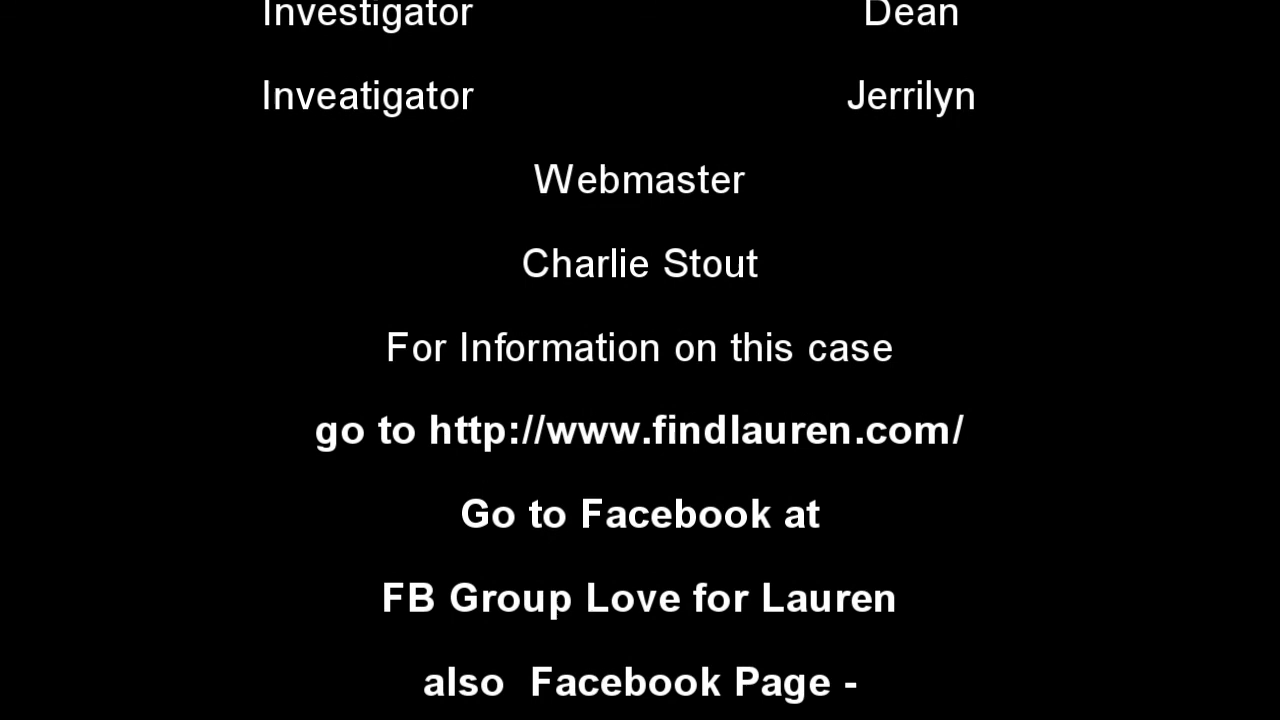 Investigator Dean
Inveatigator Jerrilyn
Webmaster
Charlie Stout
For Information on this case
go to http://www.findlauren.com/
Go to Facebook at
FB Group Love for Lauren
also  Facebook Page -